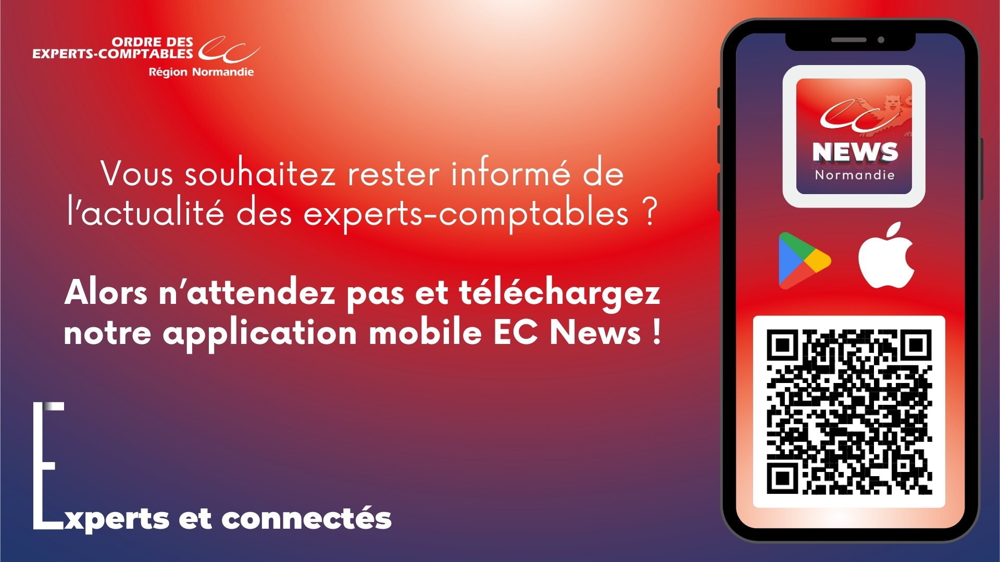 ORDRE DES
EXPERTS-COMPTABLES
Région Normandie
Vous souhaitez rester informé de
l'actualité des experts-comptables ?
Alors n'attendez pas et téléchargez
notre application mobile EC News !
Experts et connectés
ec
NEWS
Normandie